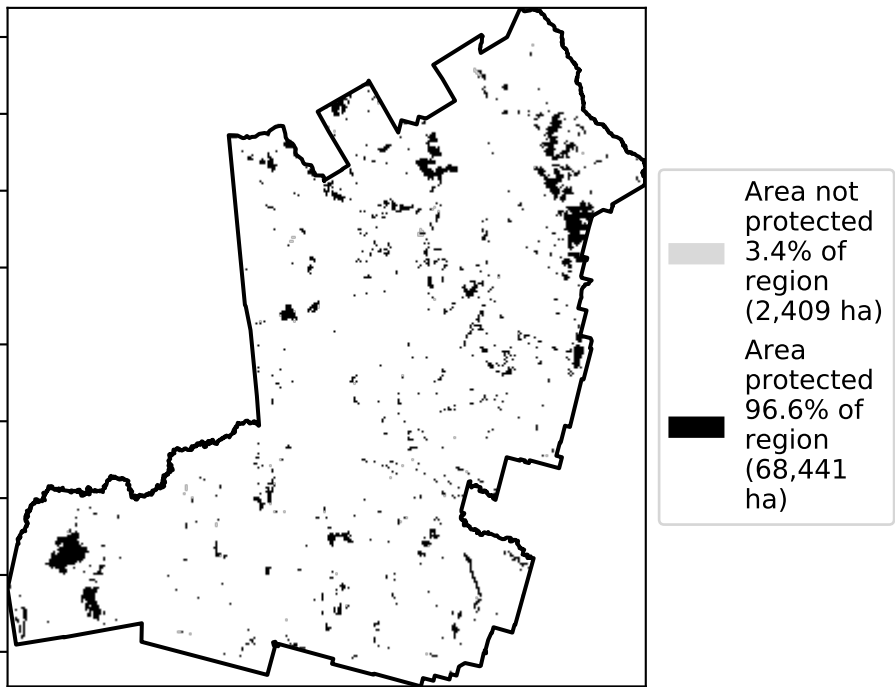 Area not
protected
3.4% of
region
(2,409 ha)
Area
protected
96.6% of
region
(68,441
ha)